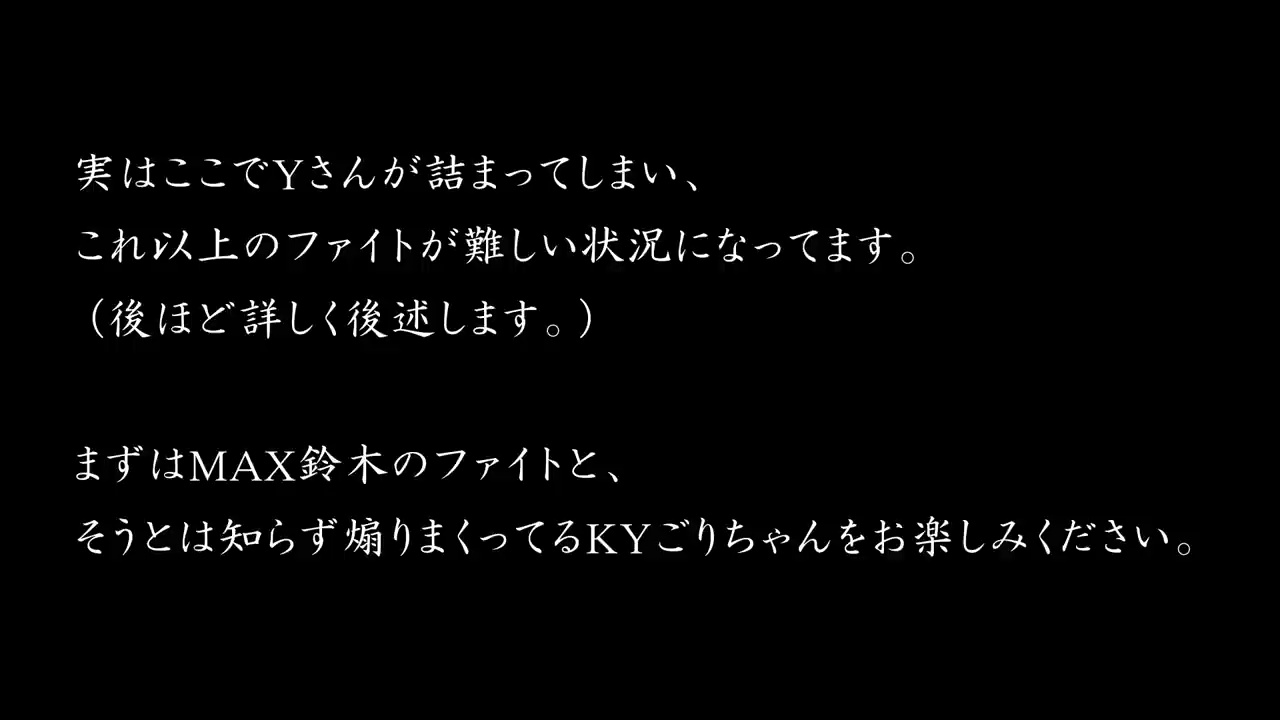 実はここでYさんが詰まってしまい、
これ以上のファイトが難しい状況になってます。
（後ほど詳しく後述します。）
まずはMAX鈴木のファイトと、
そうとは知らず煽りまくってるKYごりちゃんをお楽しみください。